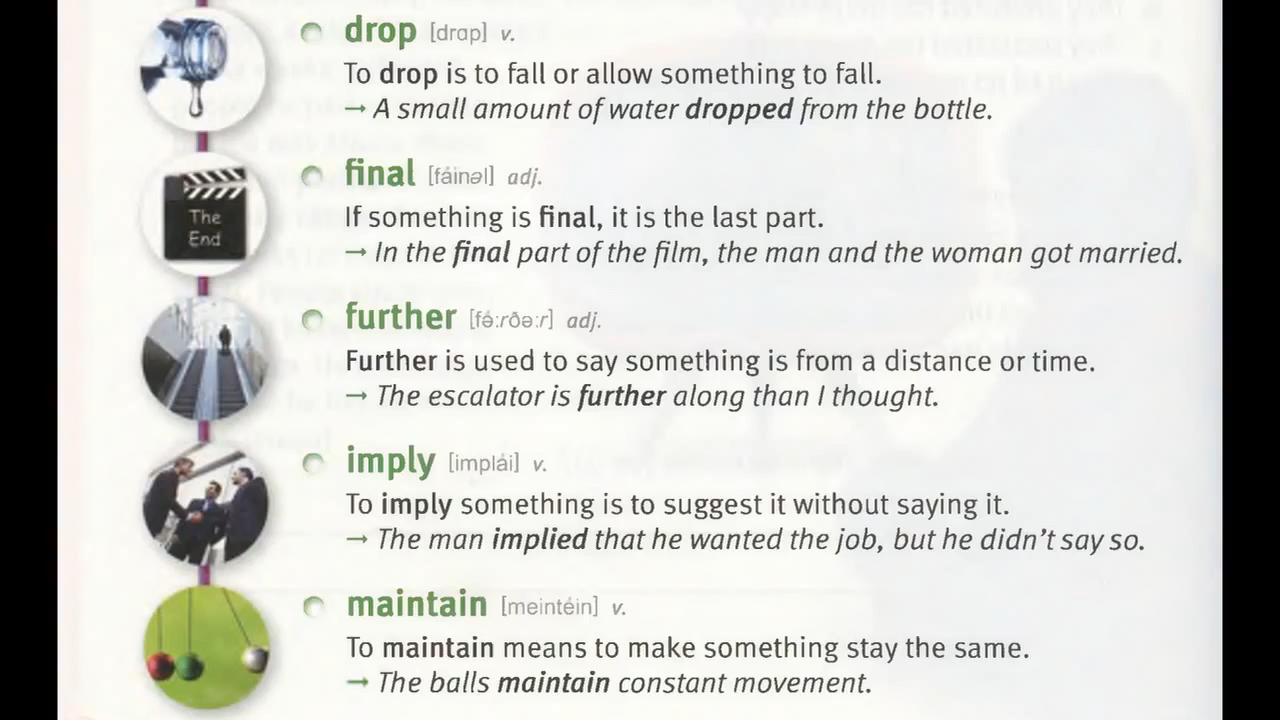 drop [drɑp] v.
To drop is to fall or allow something to fall.
→ A small amount of water dropped from the bottle.
The
End
final [fáinəl] adj.
If something is final, it is the last part.
→ In the final part of the film, the man and the woman got married.
further [fə́:rðə:r] adj.
Further is used to say something is from a distance or time.
→ The escalator is further along than I thought.
imply [implái] v.
To imply something is to suggest it without saying it.
→ The man implied that he wanted the job, but he didn't say so.
maintain [meintéin] v.
To maintain means to make something stay the same.
→ The balls maintain constant movement.